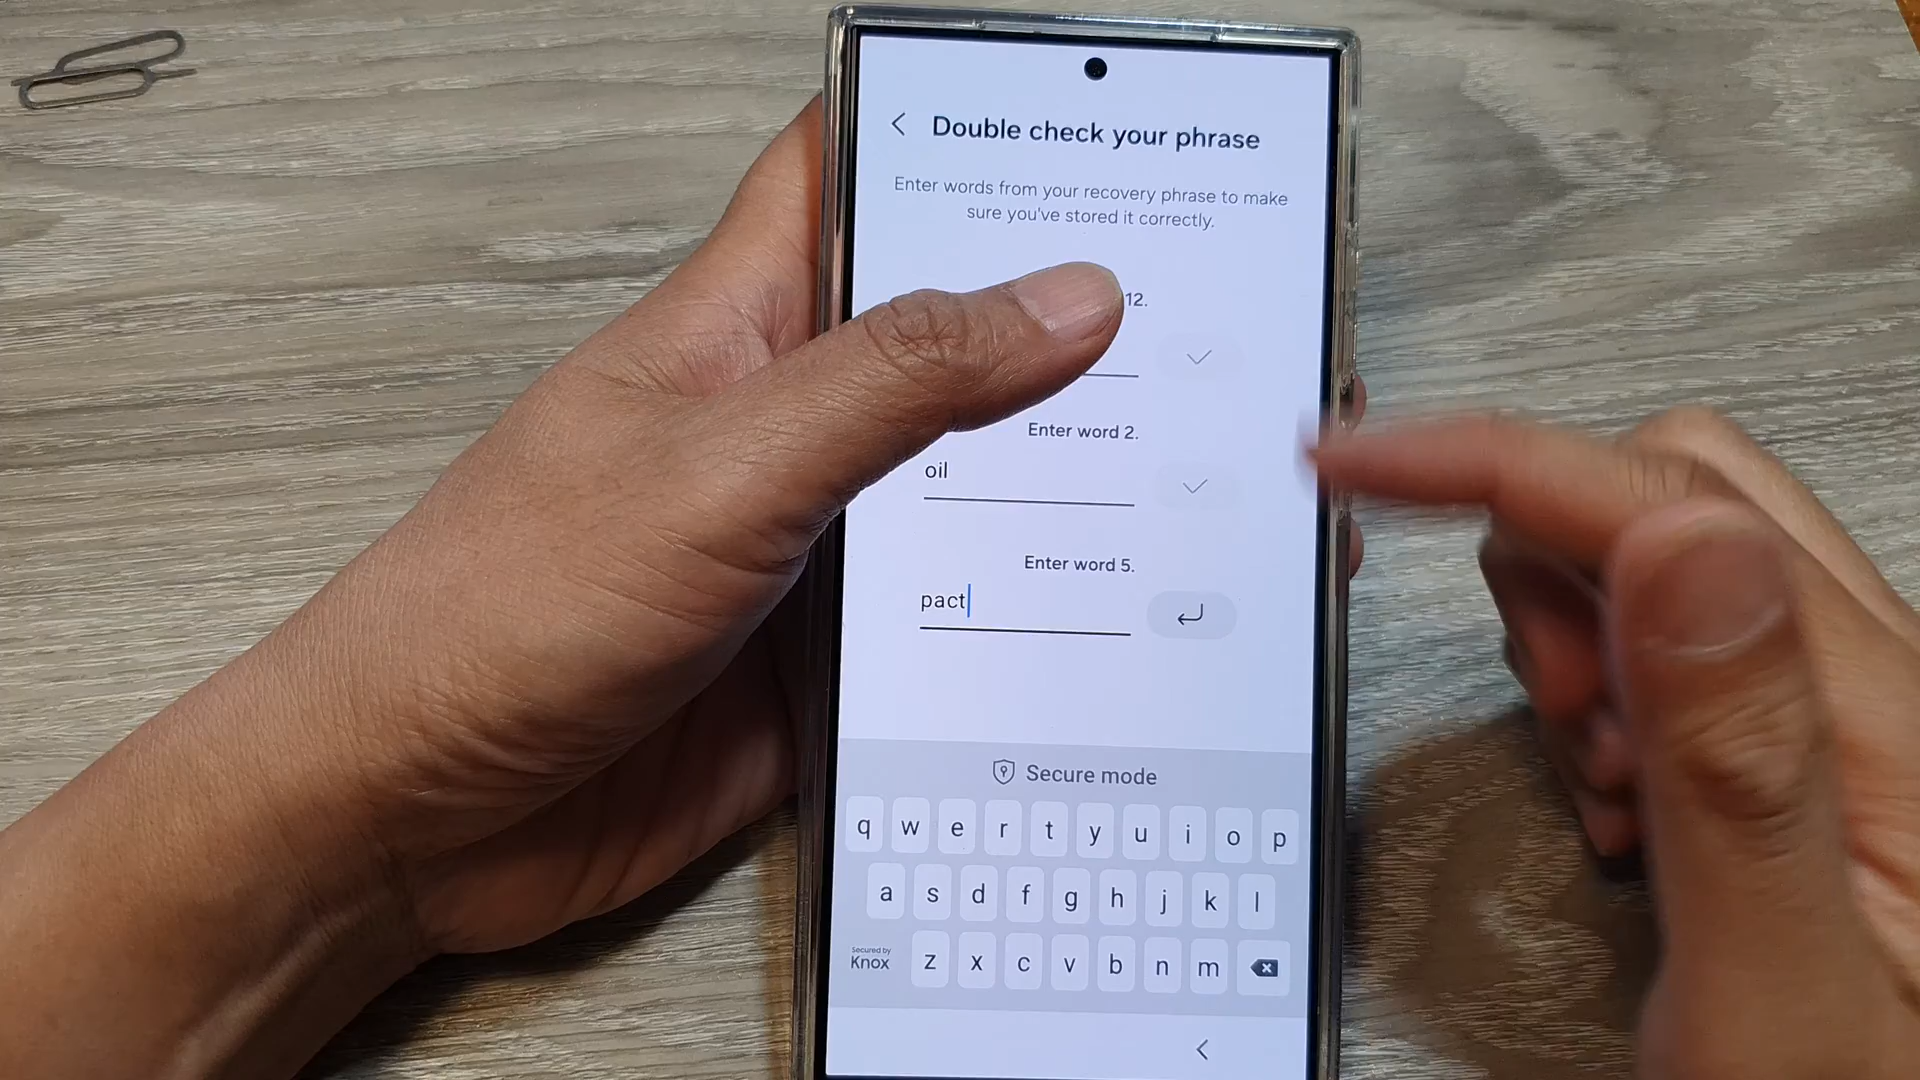 Double check your phrase
Enter words from your recovery phrase to make
sure you've stored it correctly.
12.
Enter word 2.
oil
Enter word 5.
pact
Secure mode
q w e r t y u i o p
a s d f g h j k l
Secured by
Knox
z x c v b n m